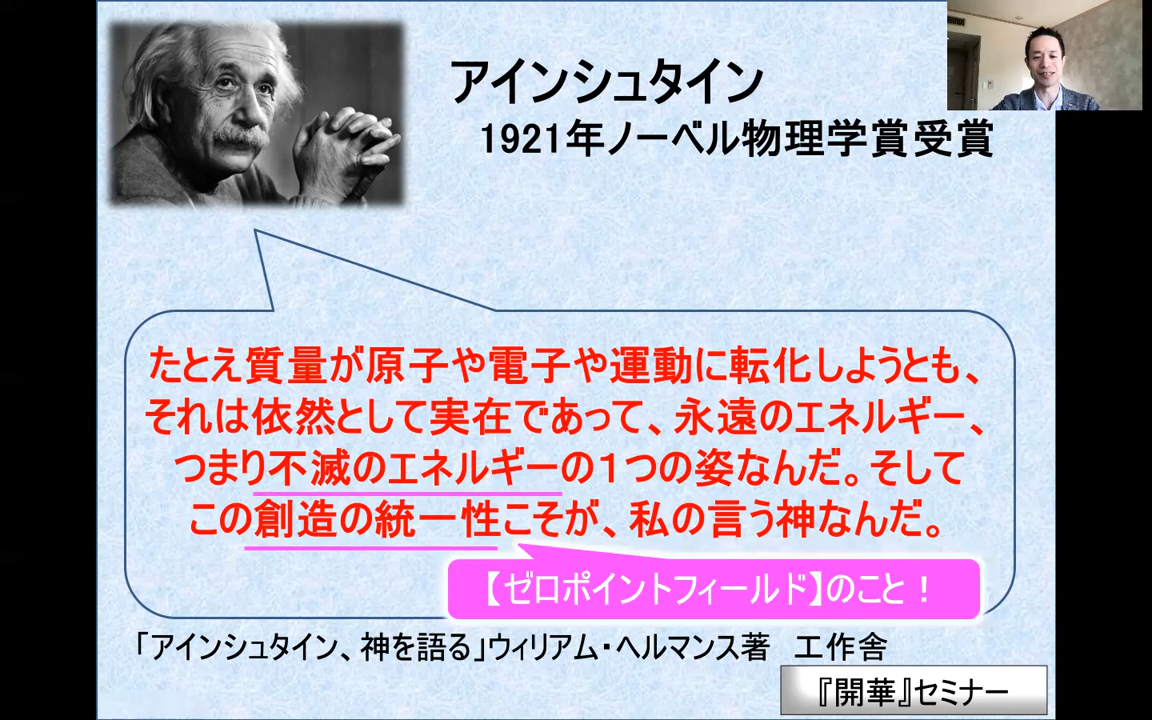 アインシュタイン
1921年ノーベル物理学賞受賞
たとえ質量が原子や電子や運動に転化しようとも、
それは依然として実在であって、永遠のエネルギー、
つまり不滅のエネルギーの１つの姿なんだ。そして
この創造の統一性こそが、私の言う神なんだ。
【ゼロポイントフィールド】のこと！
「アインシュタイン、神を語る」ウィリアム・ヘルマンス著　工作舎
『開華』セミナー